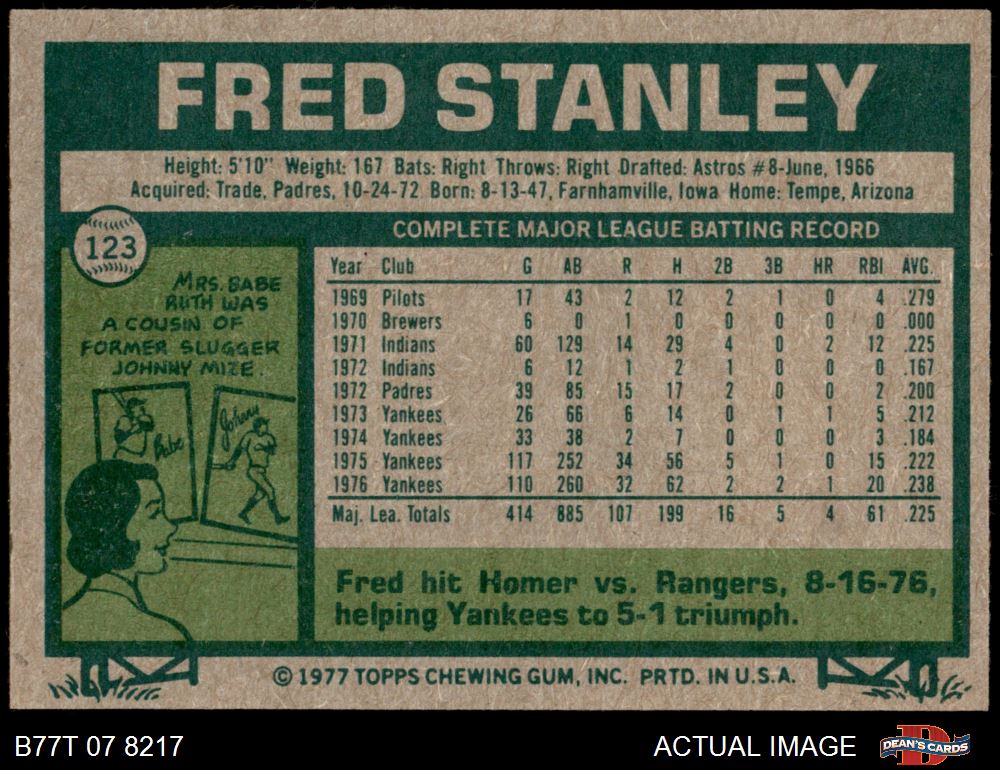 FRED STANLEY
Height: 5'10" Weight: 167 Bats: Right Throws: Right Drafted: Astros #8-June, 1966
Acquired: Trade, Padres, 10-24-72 Born: 8-13-47, Farnhamville, Iowa Home: Tempe, Arizona
123
MRS. BABE
RUTH WAS
A COUSIN OF
FORMER SLUGGER
JOHNNY MIZE.
Babe
Johnny
COMPLETE MAJOR LEAGUE BATTING RECORD
Year Club G AB R H 2B 3B HR RBI AVG.
1969 Pilots 17 43 2 12 2 1 0 4 .279
1970 Brewers 6 0 1 0 0 0 0 0 .000
1971 Indians 60 129 14 29 4 0 2 12 .225
1972 Indians 6 12 1 2 1 0 0 0 .167
1972 Padres 39 85 15 17 2 0 0 2 .200
1973 Yankees 26 66 6 14 0 1 1 5 .212
1974 Yankees 33 38 2 7 0 0 0 3 .184
1975 Yankees 117 252 34 56 5 1 0 15 .222
1976 Yankees 110 260 32 62 2 2 1 20 .238
Maj. Lea. Totals 414 885 107 199 16 5 4 61 .225
Fred hit Homer vs. Rangers, 8-16-76,
helping Yankees to 5-1 triumph.
© 1977 TOPPS CHEWING GUM, INC. PRTD. IN U.S.A.
B77T 07 8217
ACTUAL IMAGE
D
DEAN'S CARDS